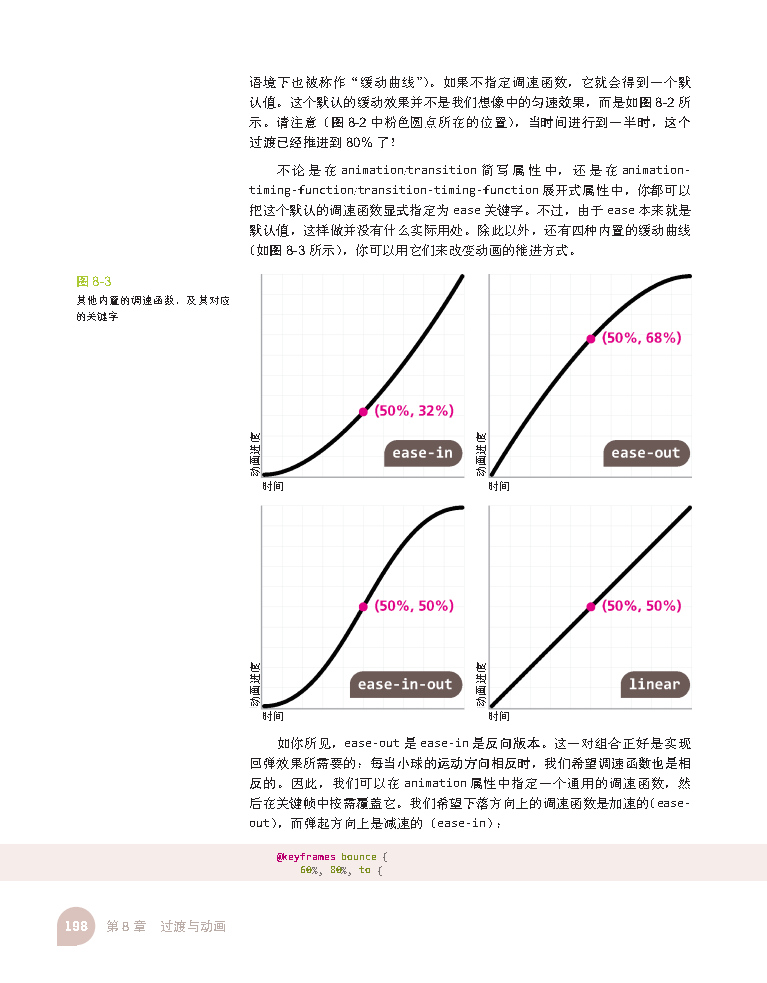 语境下也被称作“缓动曲线”)。如果不指定调速函数，它就会得到一个默
认值。这个默认的缓动效果并不是我们想像中的匀速效果，而是如图 8-2 所
示。请注意（图 8-2 中粉色圆点所在的位置），当时间进行到一半时，这个
过渡已经推进到 80% 了！
不论是在 animation/transition 简写属性中，还是在 animation-
timing-function/transition-timing-function 展开式属性中，你都可以
把这个默认的调速函数显式指定为 ease 关键字。不过，由于 ease 本来就是
默认值，这样做并没有什么实际用处。除此以外，还有四种内置的缓动曲线
（如图 8-3 所示），你可以用它们来改变动画的推进方式。
图 8-3
其他内置的调速函数，及其对应
的关键字
(50%, 32%)
ease-in
动画进度
时间
(50%, 68%)
ease-out
动画进度
时间
(50%, 50%)
ease-in-out
动画进度
时间
(50%, 50%)
linear
动画进度
时间
如你所见，ease-out 是 ease-in 是反向版本。这一对组合正好是实现
回弹效果所需要的：每当小球的运动方向相反时，我们希望调速函数也是相
反的。因此，我们可以在 animation 属性中指定一个通用的调速函数，然
后在关键帧中按需覆盖它。我们希望下落方向上的调速函数是加速的（ease-
out），而弹起方向上是减速的（ease-in）：
@keyframes bounce {
60%, 80%, to {
198 第 8 章 过渡与动画